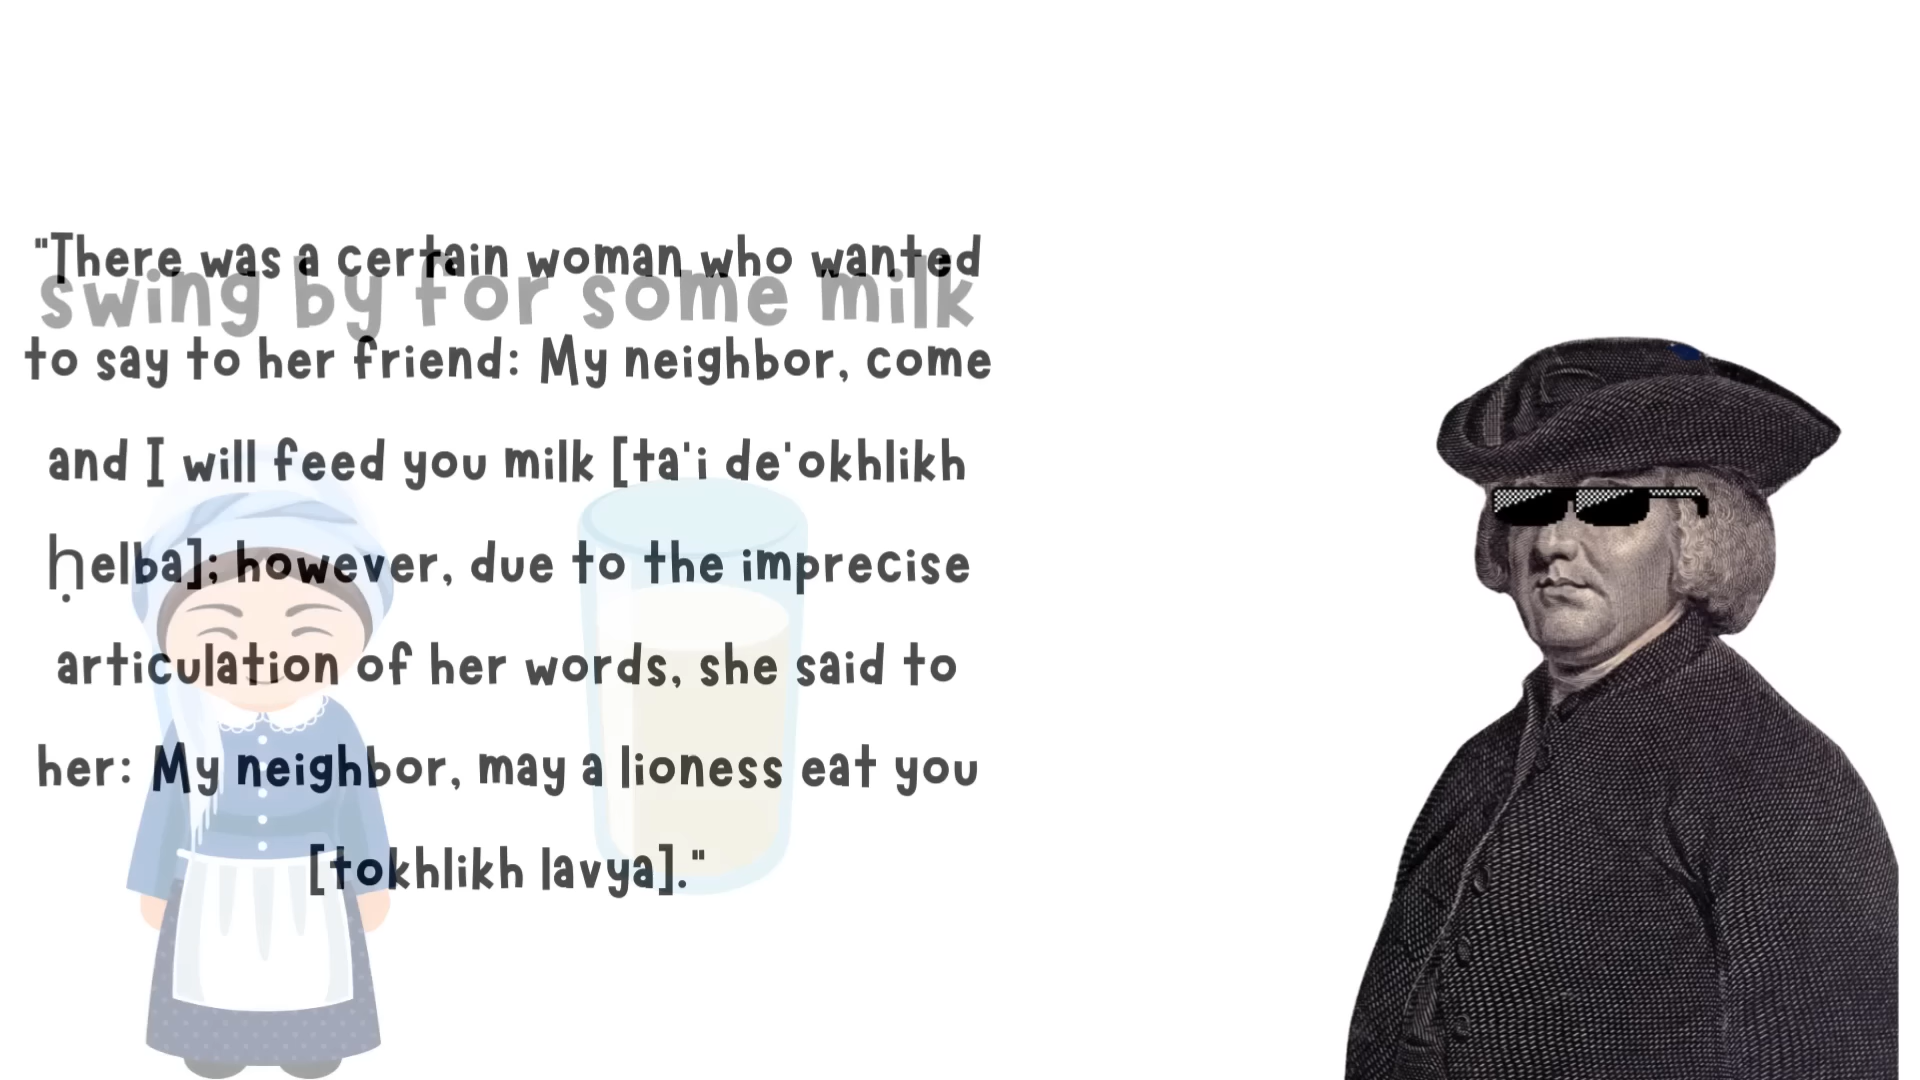 "There was a certain woman who wanted
swing by for some milk
to say to her friend: My neighbor, come
and I will feed you milk [ta'i de'okhlikh
ḥelba]; however, due to the imprecise
articulation of her words, she said to
her: My neighbor, may a lioness eat you
[tokhlikh lavya]."